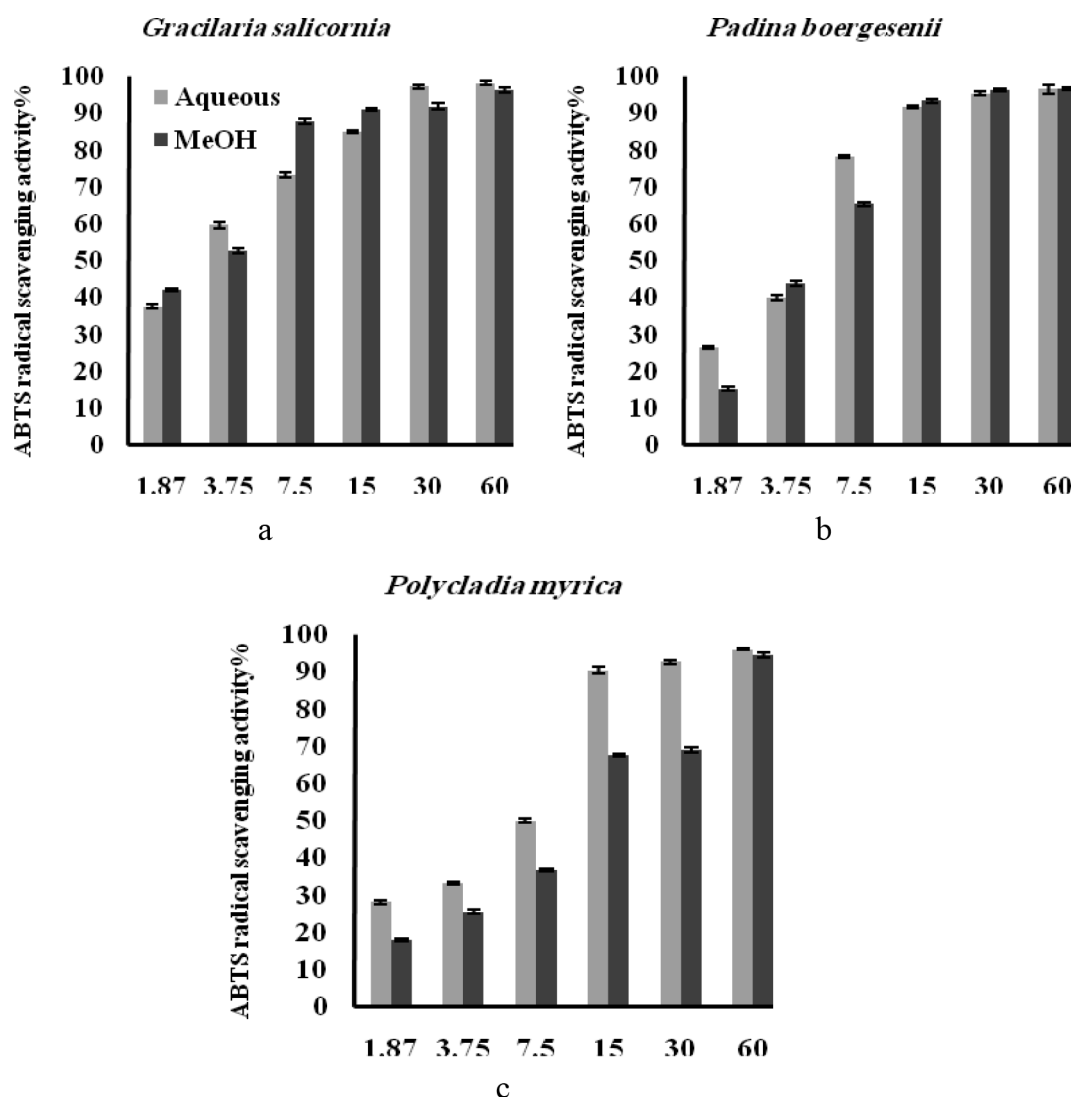 Gracilaria salicornia
ABTS radical scavenging activity%
100
90
80
70
60
50
40
30
20
10
0
Aqueous
MeOH
1.87 3.75 7.5 15 30 60
a
Padina boergesenii
ABTS radical scavenging activity%
100
90
80
70
60
50
40
30
20
10
0
1.87 3.75 7.5 15 30 60
b
Polycladia myrica
ABTS radical scavenging activity%
100
90
80
70
60
50
40
30
20
10
0
1.87 3.75 7.5 15 30 60
c